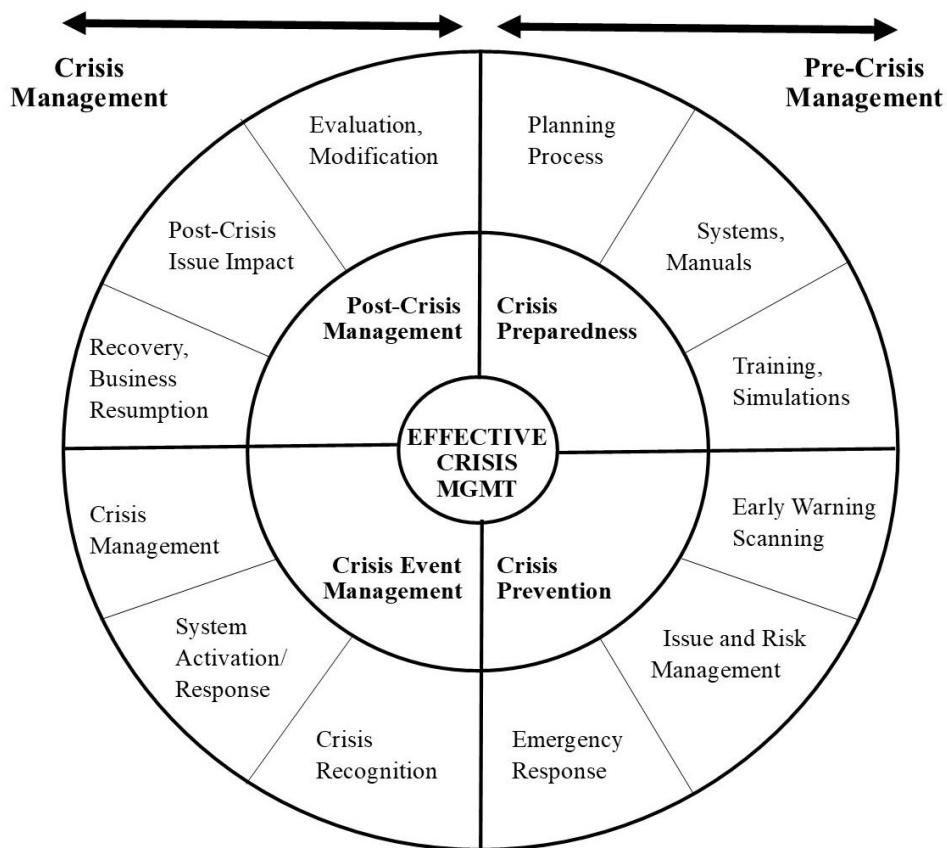 Crisis
Management
Pre-Crisis
Management
Evaluation,
Modification
Planning
Process
Post-Crisis
Issue Impact
Systems,
Manuals
Post-Crisis
Management
Crisis
Preparedness
Recovery,
Business
Resumption
Training,
Simulations
EFFECTIVE
CRISIS
MGMT
Crisis
Management
Early Warning
Scanning
Crisis Event
Management
Crisis
Prevention
System
Activation/
Response
Issue and Risk
Management
Crisis
Recognition
Emergency
Response